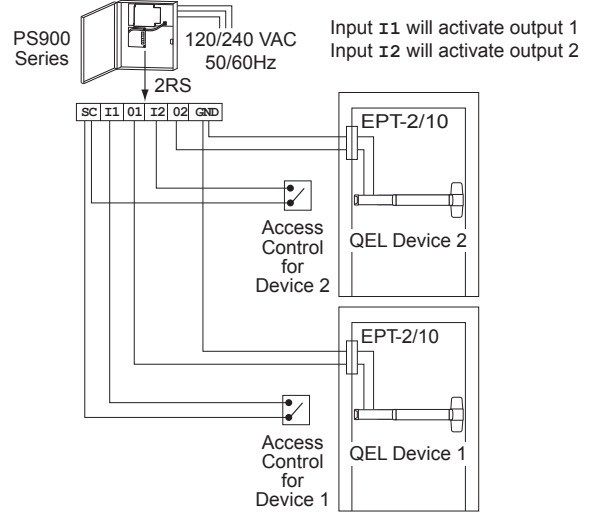 PS900
Series
120/240 VAC
50/60Hz
Input I1 will activate output 1
Input I2 will activate output 2
2RS
SC I1 01 I2 02 GND
EPT-2/10
Access
Control
for
Device 2
QEL Device 2
EPT-2/10
Access
Control
for
Device 1
QEL Device 1